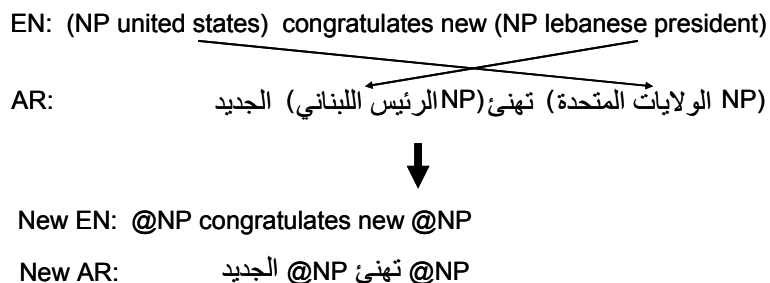 EN: (NP united states) congratulates new (NP lebanese president)
AR: (NP الولايات المتحدة) تهنئ (NP الرئيس اللبناني) الجديد
New EN: @NP congratulates new @NP
New AR: @NP تهنئ @NP الجديد